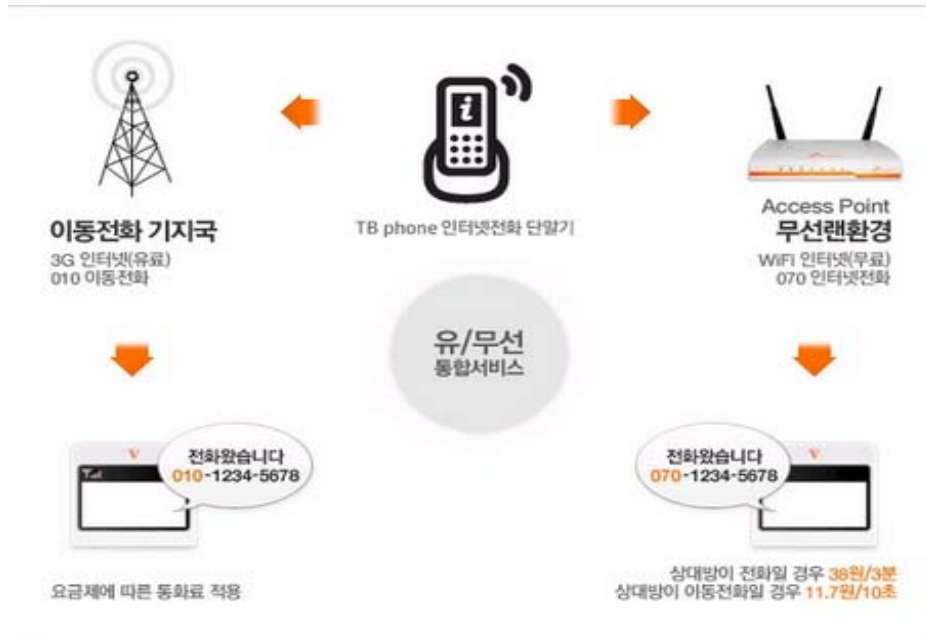 TB phone 인터넷전화 단말기
이동전화 기지국
3G 인터넷(유료)
010 이동전화
Access Point
무선랜환경
WiFi 인터넷(무료)
070 인터넷전화
유/무선
통합서비스
전화왔습니다
010-1234-5678
전화왔습니다
070-1234-5678
요금제에 따른 통화료 적용
상대방이 전화일 경우 38원/3분
상대방이 이동전화일 경우 11.7원/10초